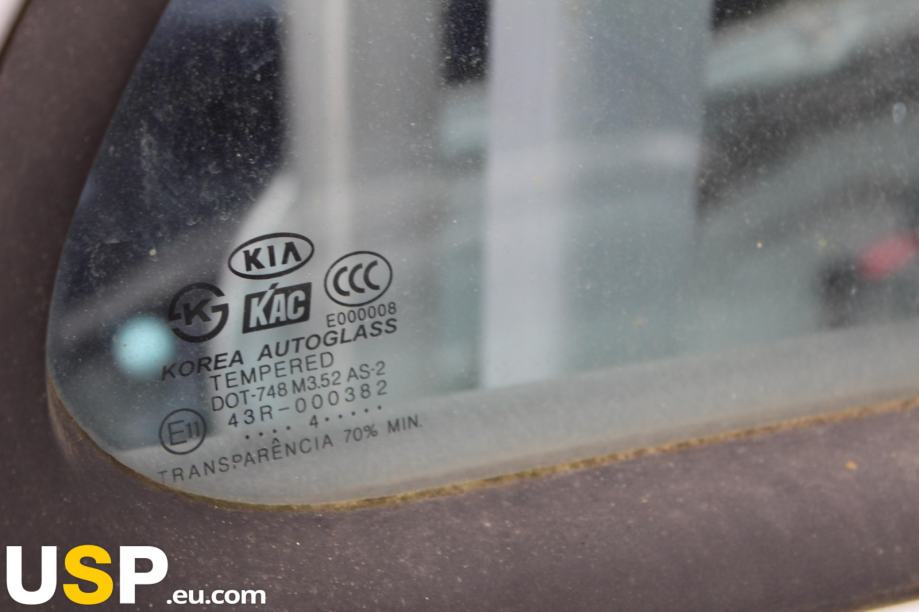 KIA
CCC
K
KAC
E000008
KOREA AUTOGLASS
TEMPERED
DOT-748 M3.52 AS-2
43R-000382
E11
.... 4.....
TRANSPARÊNCIA 70% MIN.
USP.eu.com